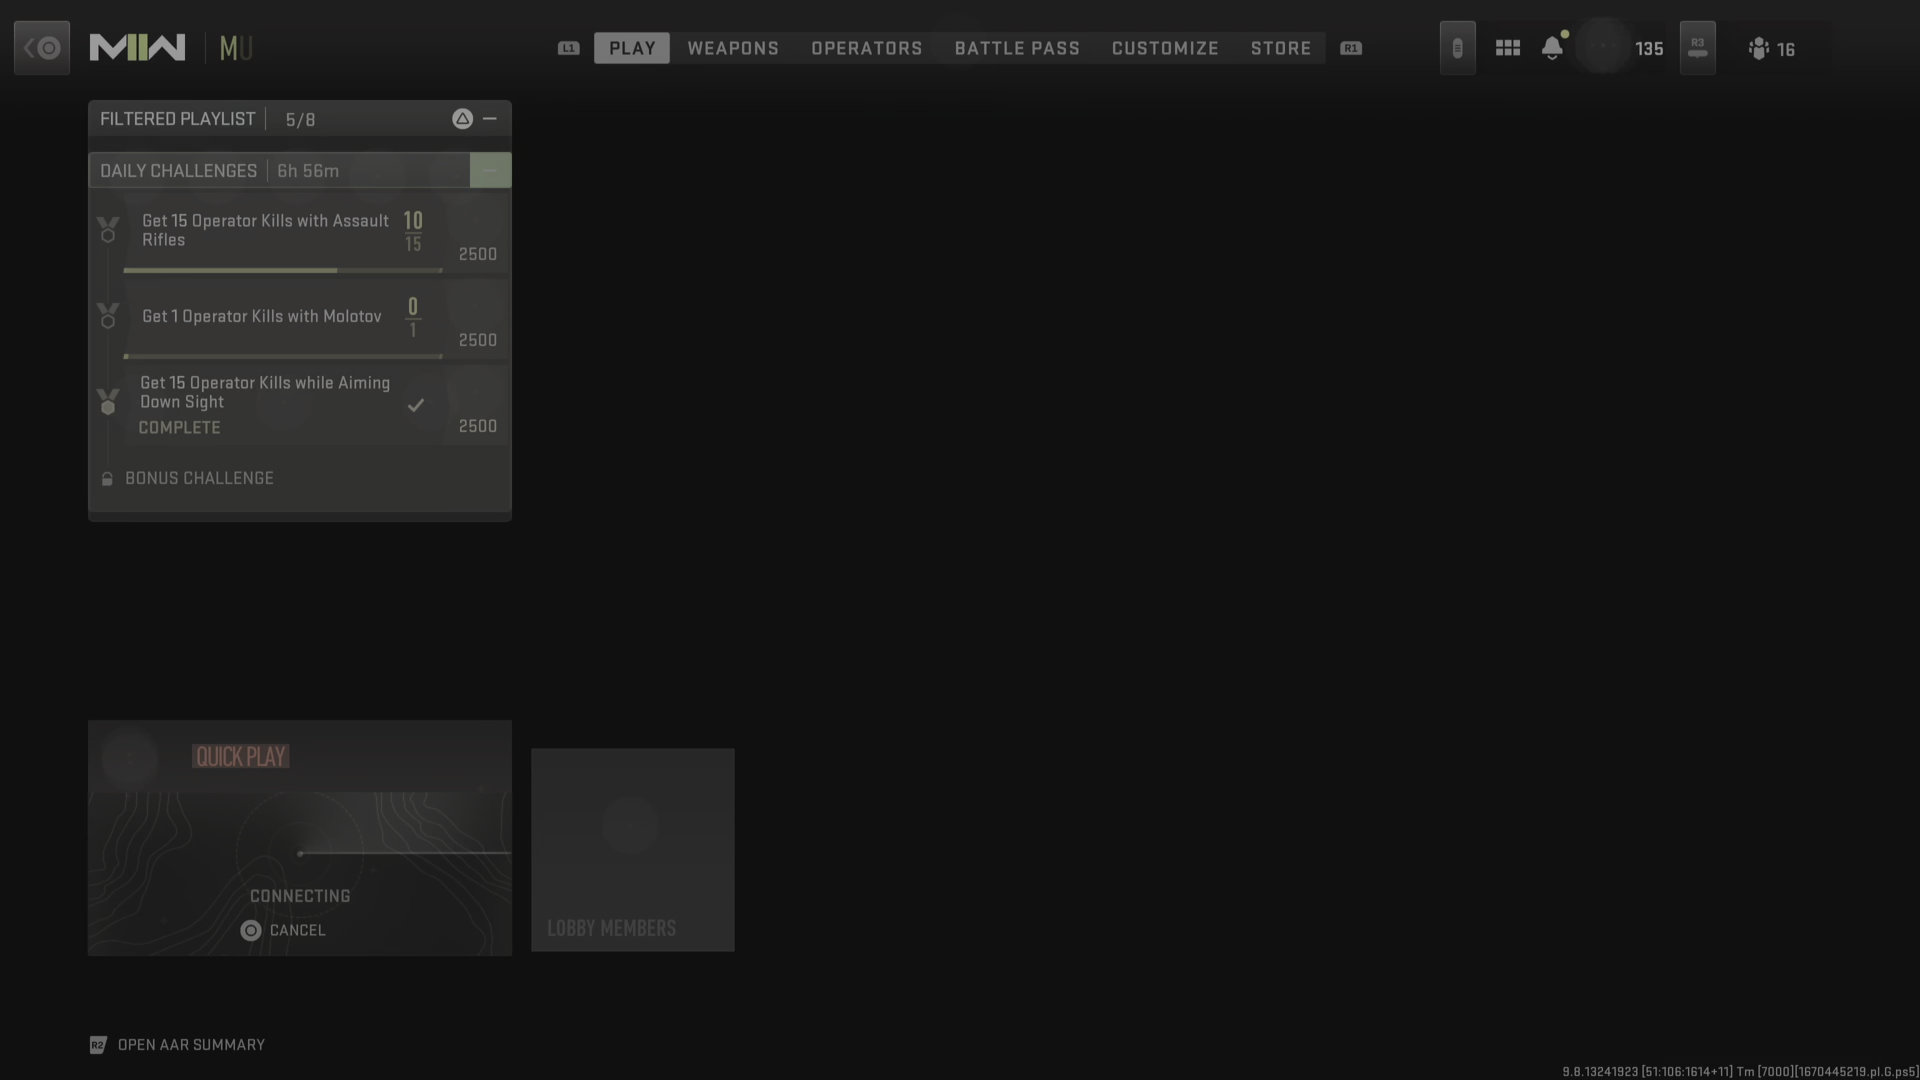 MWII | MU
L1 PLAY WEAPONS OPERATORS BATTLE PASS CUSTOMIZE STORE R1
135 R3 16
FILTERED PLAYLIST 5/8
DAILY CHALLENGES 6h 56m
Get 15 Operator Kills with Assault
Rifles
10
15
2500
Get 1 Operator Kills with Molotov
0
1
2500
Get 15 Operator Kills while Aiming
Down Sight
COMPLETE
2500
BONUS CHALLENGE
QUICK PLAY
CONNECTING
CANCEL
LOBBY MEMBERS
R2 OPEN AAR SUMMARY
9.8.13241923 [51:106:1614+11] Tm [7000][1670445219.pl.G.ps5]